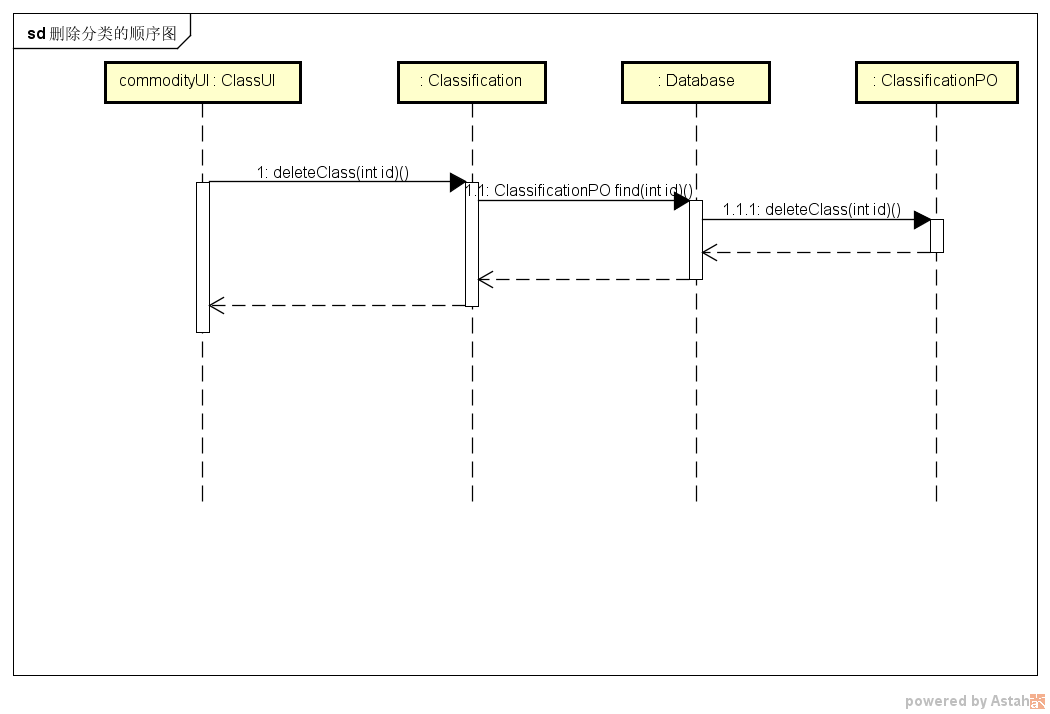 sd 删除分类的顺序图
commodityUI : ClassUI
: Classification
: Database
: ClassificationPO
1: deleteClass(int id)()
1.1: ClassificationPO find(int id)()
1.1.1: deleteClass(int id)()
powered by Astah